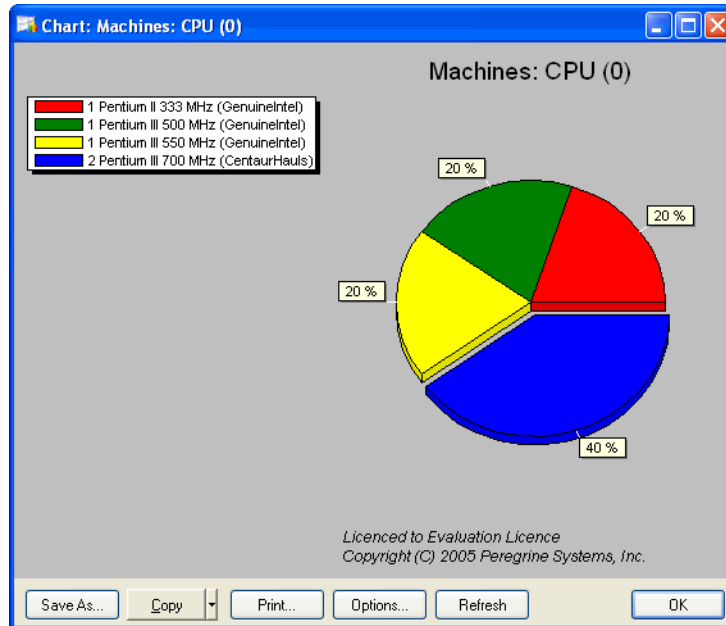 Chart: Machines: CPU (0)
Machines: CPU (0)
1 Pentium II 333 MHz (GenuineIntel)
1 Pentium III 500 MHz (GenuineIntel)
1 Pentium III 550 MHz (GenuineIntel)
2 Pentium III 700 MHz (CentaurHauls)
20 %
20 %
20 %
40 %
Licenced to Evaluation Licence
Copyright (C) 2005 Peregrine Systems, Inc.
Save As... Copy Print... Options... Refresh OK